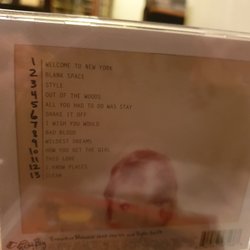 1 WELCOME TO NEW YORK
2 BLANK SPACE
3 STYLE
4 OUT OF THE WOODS
5 ALL YOU HAD TO DO WAS STAY
6 SHAKE IT OFF
7 I WISH YOU WOULD
8 BAD BLOOD
9 WILDEST DREAMS
10 HOW YOU GET THE GIRL
11 THIS LOVE
12 I KNOW PLACES
13 CLEAN